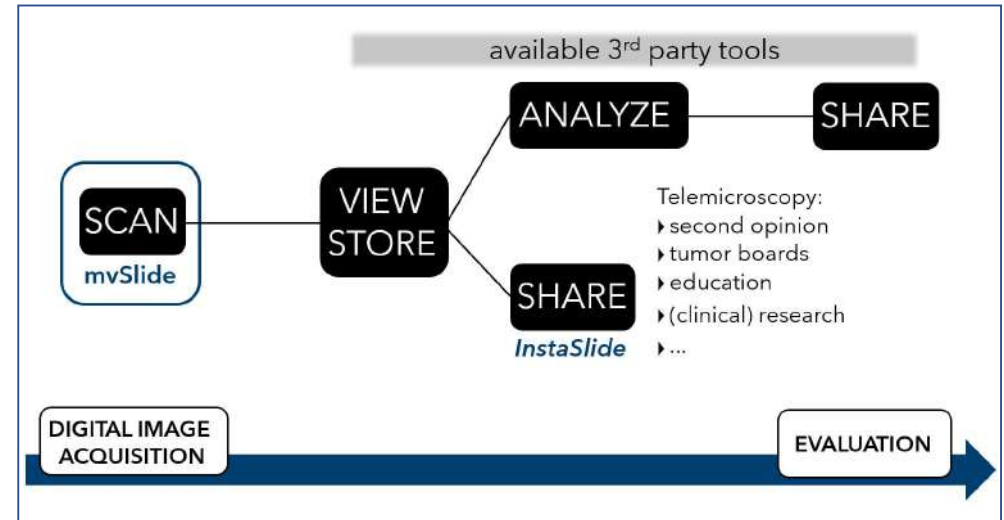 available 3rd party tools
ANALYZE
SHARE
SCAN
mvSlide
VIEW
STORE
SHARE
InstaSlide
Telemicroscopy:
‣ second opinion
‣ tumor boards
‣ education
‣ (clinical) research
‣ ...
DIGITAL IMAGE
ACQUISITION
EVALUATION